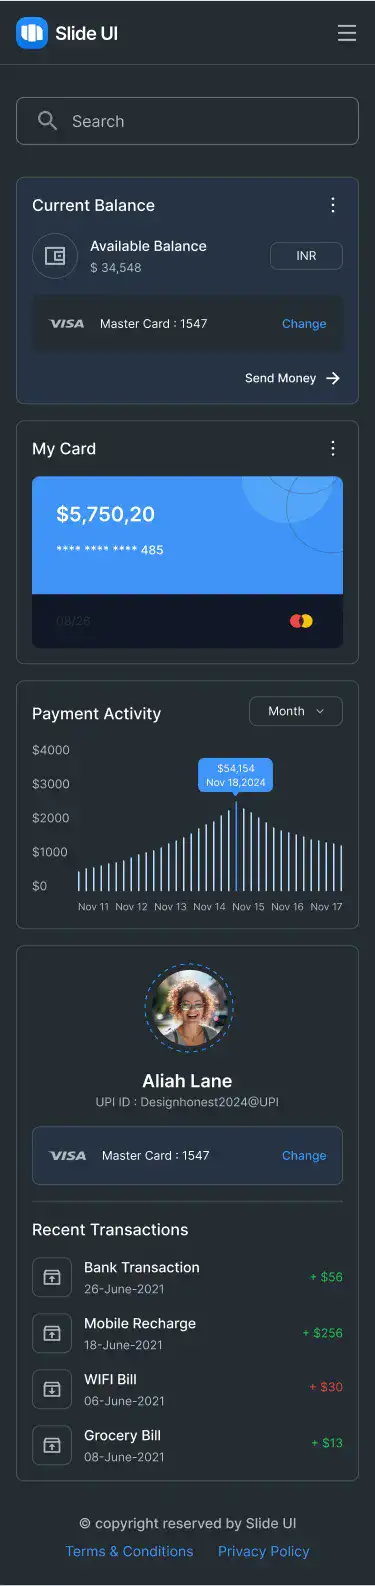 Slide UI
Search
Current Balance
Available Balance
INR
$ 34,548
VISA Master Card : 1547 Change
Send Money
My Card
$5,750,20
**** **** **** 485
08/26
Payment Activity
Month
$4000
$3000
$2000
$1000
$0
$54,154
Nov 18,2024
Nov 11 Nov 12 Nov 13 Nov 14 Nov 15 Nov 16 Nov 17
Aliah Lane
UPI ID : Designhonest2024@UPI
VISA Master Card : 1547 Change
Recent Transactions
Bank Transaction
26-June-2021
+ $56
Mobile Recharge
18-June-2021
+ $256
WIFI Bill
06-June-2021
+ $30
Grocery Bill
08-June-2021
+ $13
© copyright reserved by Slide UI
Terms & Conditions Privacy Policy